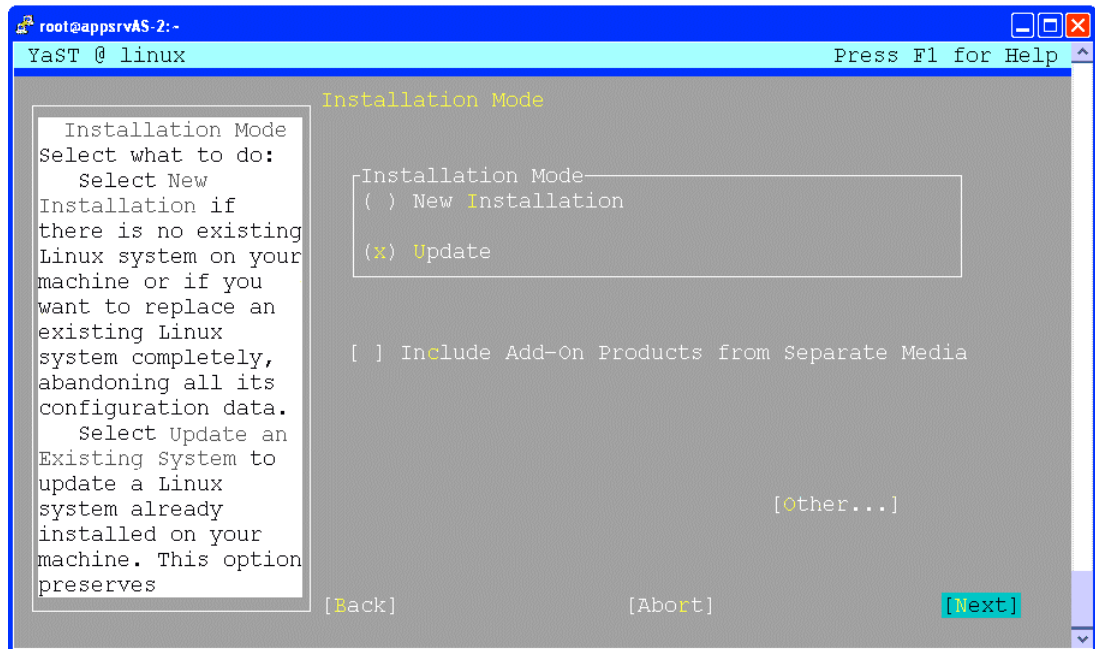 root@appsrvAS-2:~
YaST @ linux Press F1 for Help
Installation Mode
Installation Mode
Select what to do:
Select New
Installation if
there is no existing
Linux system on your
machine or if you
want to replace an
existing Linux
system completely,
abandoning all its
configuration data.
Select Update an
Existing System to
update a Linux
system already
installed on your
machine. This option
preserves
Installation Mode
( ) New Installation
(x) Update
[ ] Include Add-On Products from Separate Media
[Other...]
[Back] [Abort] [Next]